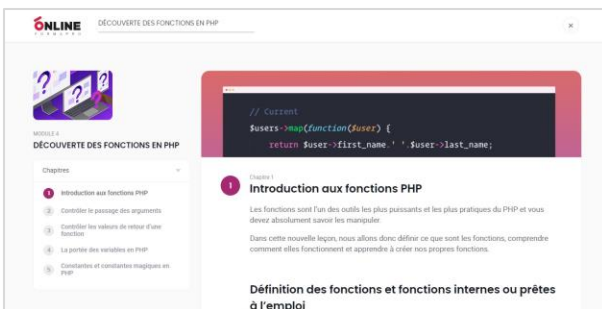 ONLINE
FORMAPRO
DÉCOUVERTE DES FONCTIONS EN PHP
MODULE 4
DÉCOUVERTE DES FONCTIONS EN PHP
Chapitres
1 Introduction aux fonctions PHP
2 Contrôler le passage des arguments
3 Contrôler les valeurs de retour d'une
fonction
4 La portée des variables en PHP
5 Constantes et constantes magiques en
PHP
// Current
$users->map(function($user) {
return $user->first_name.' '.$user->last_name;
Chapitre 1
1 Introduction aux fonctions PHP
Les fonctions sont l'un des outils les plus puissants et les plus pratiques du PHP et vous
devez absolument savoir les manipuler
Dans cette nouvelle leçon, nous allons donc définir ce que sont les fonctions, comprendre
comment elles fonctionnent et apprendre à créer nos propres fonctions.
Définition des fonctions et fonctions internes ou prêtes
à l'emploi